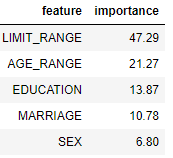 feature importance
LIMIT_RANGE 47.29
AGE_RANGE 21.27
EDUCATION 13.87
MARRIAGE 10.78
SEX 6.80